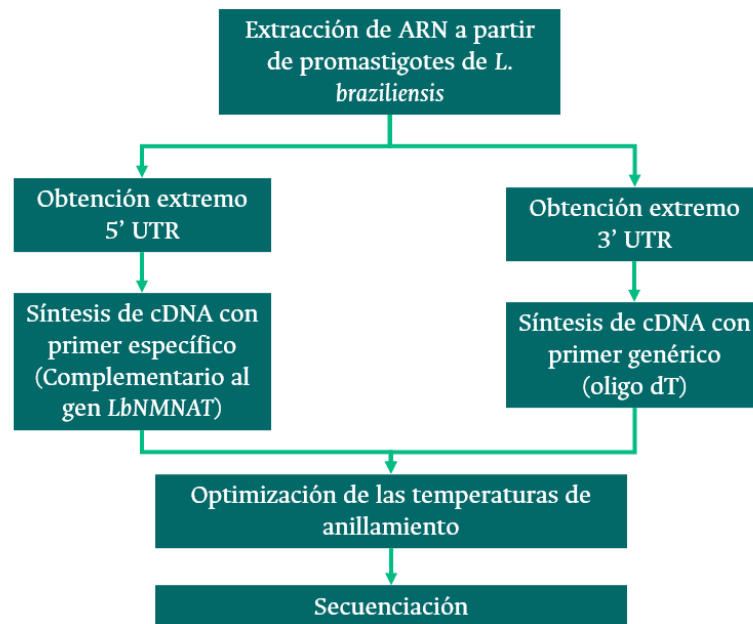 Extracción de ARN a partir
de promastigotes de L.
braziliensis
Obtención extremo
5’ UTR
Obtención extremo
3’ UTR
Síntesis de cDNA con
primer específico
(Complementario al
gen LbNMNAT)
Síntesis de cDNA con
primer genérico
(oligo dT)
Optimización de las temperaturas de
anillamiento
Secuenciación